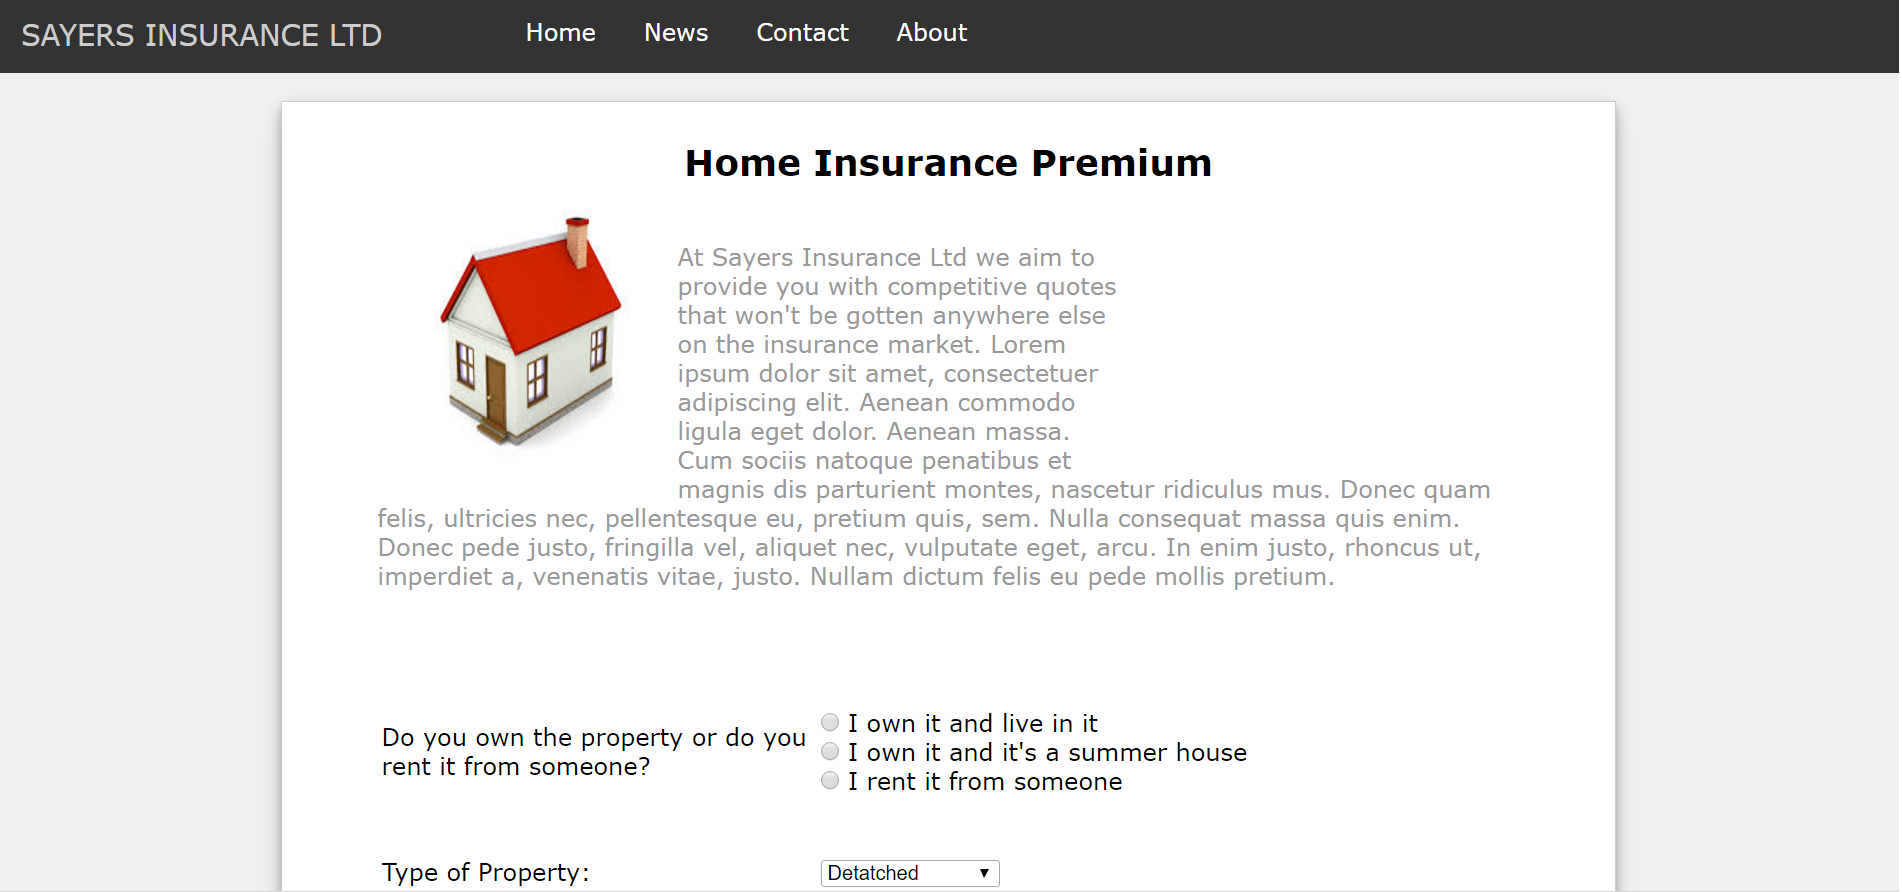 SAYERS INSURANCE LTD
Home News Contact About
Home Insurance Premium
At Sayers Insurance Ltd we aim to
provide you with competitive quotes
that won't be gotten anywhere else
on the insurance market. Lorem
ipsum dolor sit amet, consectetuer
adipiscing elit. Aenean commodo
ligula eget dolor. Aenean massa.
Cum sociis natoque penatibus et
magnis dis parturient montes, nascetur ridiculus mus. Donec quam
felis, ultricies nec, pellentesque eu, pretium quis, sem. Nulla consequat massa quis enim.
Donec pede justo, fringilla vel, aliquet nec, vulputate eget, arcu. In enim justo, rhoncus ut,
imperdiet a, venenatis vitae, justo. Nullam dictum felis eu pede mollis pretium.
Do you own the property or do you
rent it from someone?
I own it and live in it
I own it and it's a summer house
I rent it from someone
Type of Property:
Detatched